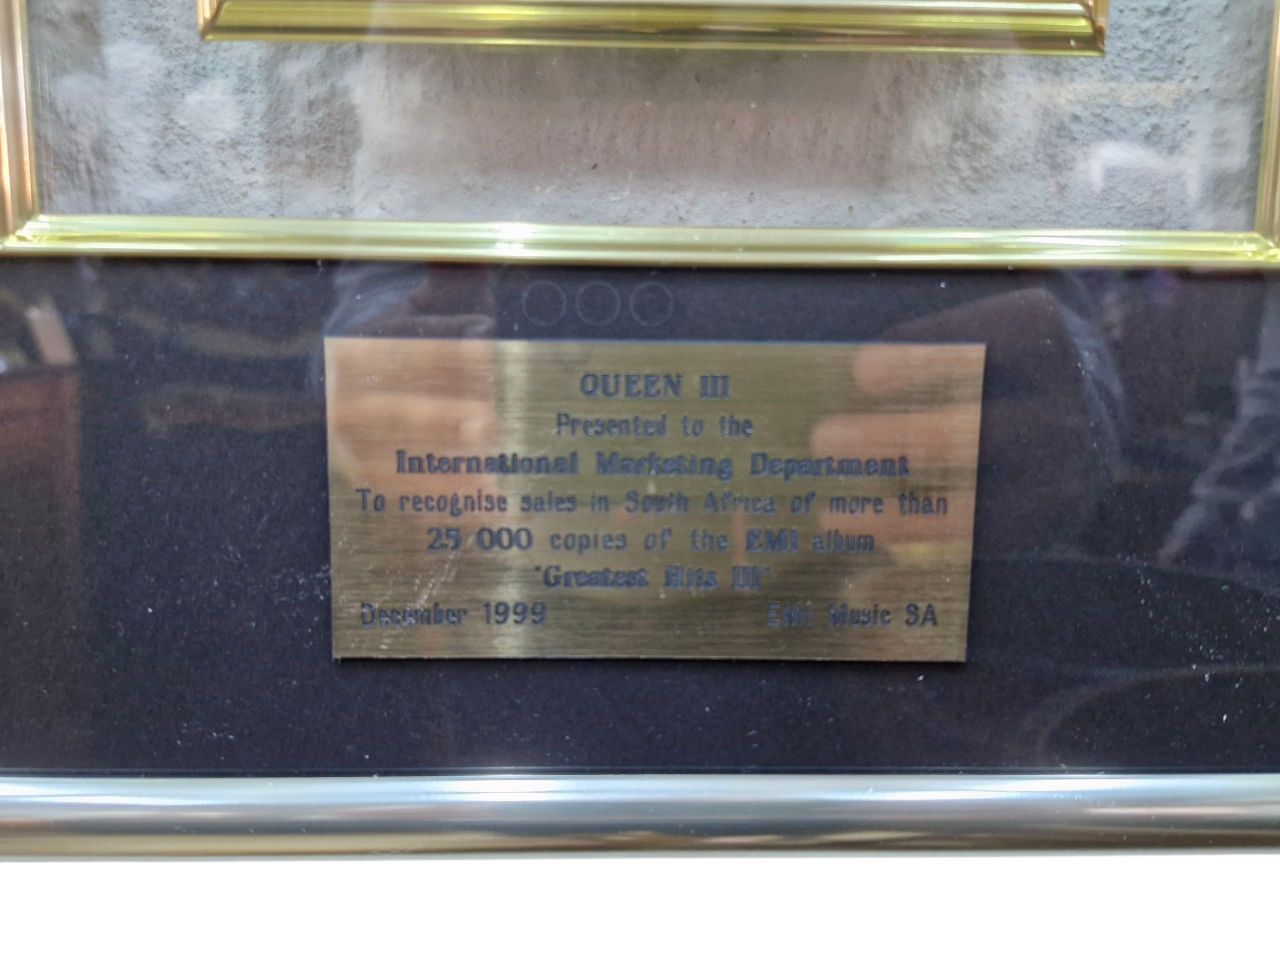 QUEEN III
Presented to the
International Marketing Department
To recognise sales in South Africa of more than
25 000 copies of the EMI album
'Greatest Hits III'
December 1999 EMI Music SA